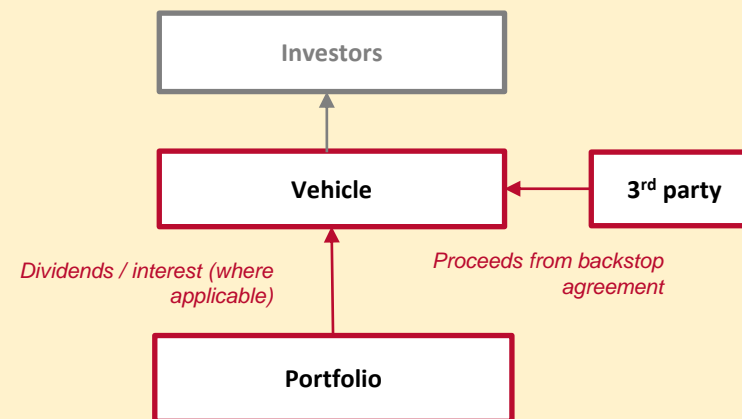 Investors
Vehicle
3rd party
Dividends / interest (where
applicable)
Proceeds from backstop
agreement
Portfolio